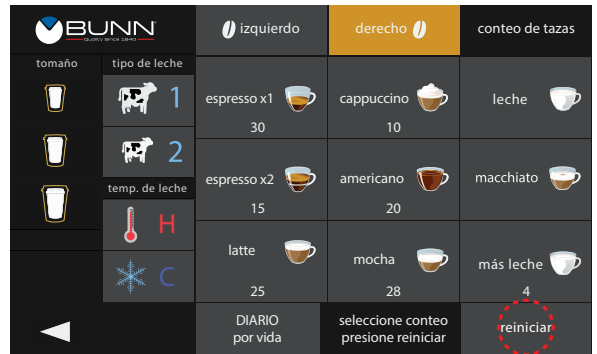 BUNN
Quality Since 1840
izquierdo
derecho
conteo de tazas
tomaño
tipo de leche
1
2
temp. de leche
H
C
espresso x1
30
cappuccino
10
leche
espresso x2
15
americano
20
macchiato
latte
25
mocha
28
más leche
4
DIARIO
por vida
seleccione conteo
presione reiniciar
reiniciar